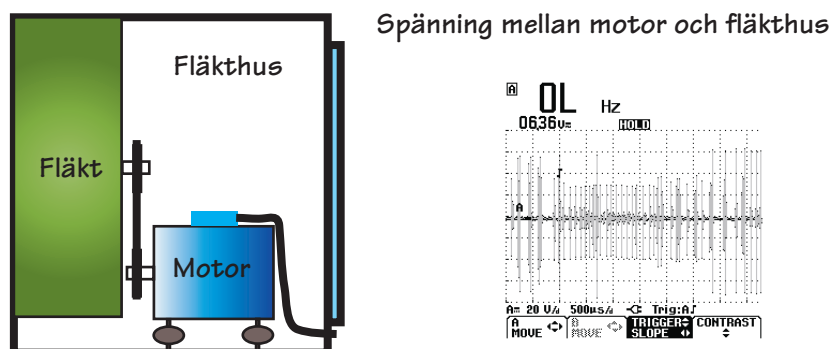 Spänning mellan motor och fläkthus
Fläkthus
Fläkt
Motor
A
OL Hz
0636V≂ HOLD
A
A= 20 V/d 500µs/d Trig:A
A MOVE
B MOVE
TRIGGER SLOPE
CONTRAST